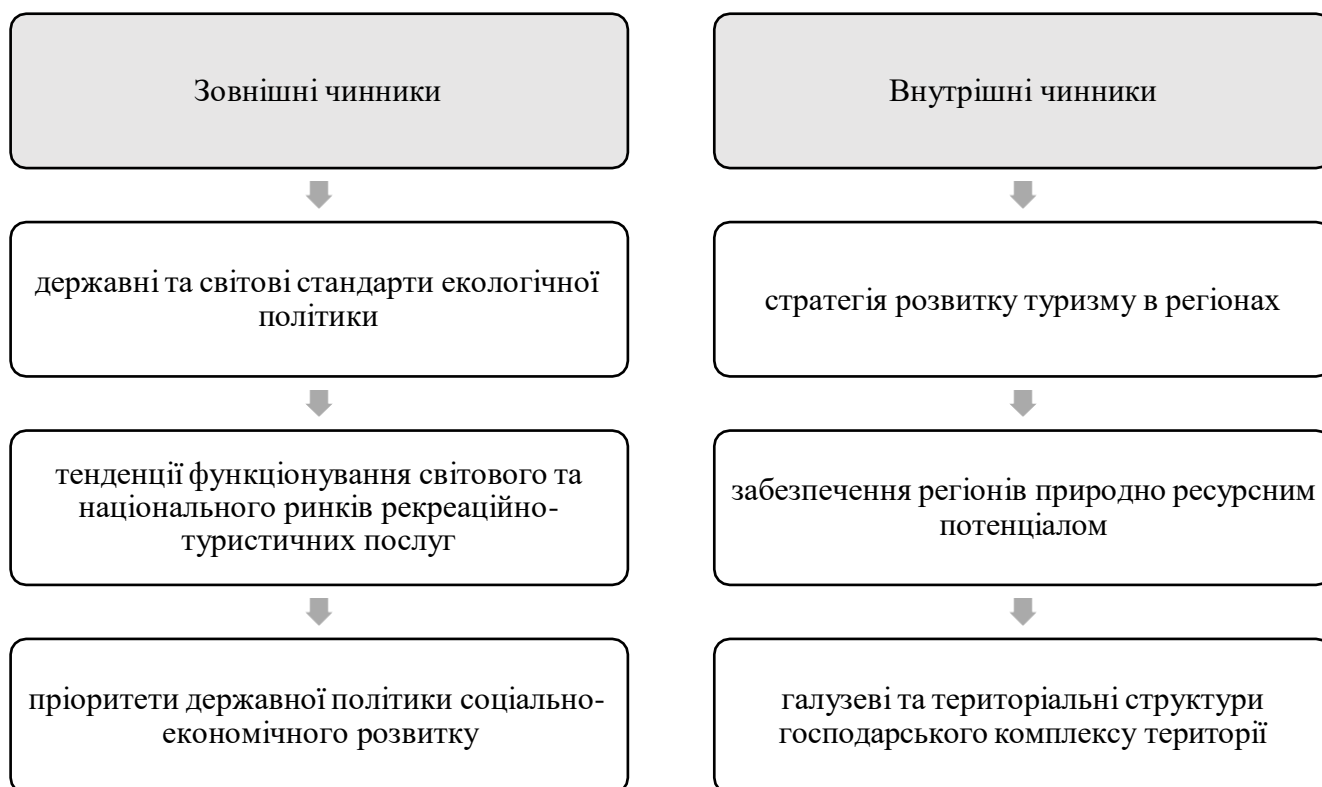 Зовнішні чинники
державні та світові стандарти екологічної
політики
тенденції функціонування світового та
національного ринків рекреаційно-
туристичних послуг
пріоритети державної політики соціально-
економічного розвитку
Внутрішні чинники
стратегія розвитку туризму в регіонах
забезпечення регіонів природно ресурсним
потенціалом
галузеві та територіальні структури
господарського комплексу території